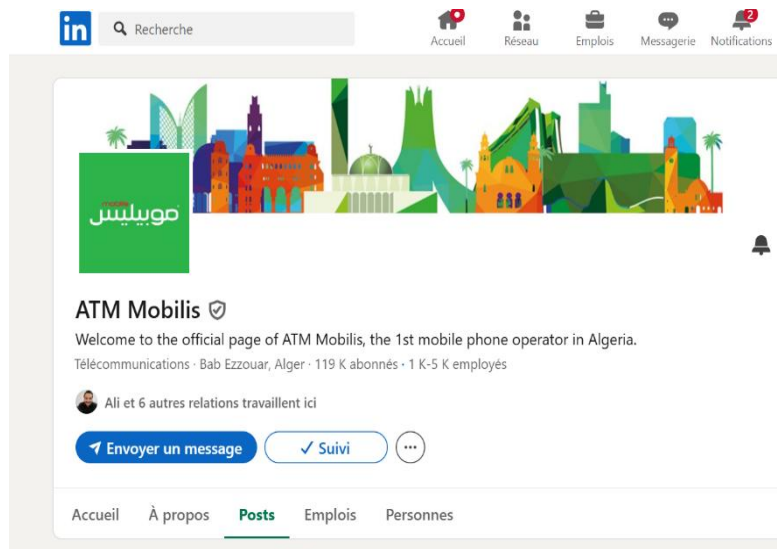 in
Recherche
Accueil
Réseau
Emplois
Messagerie
2
Notifications
mobilis
موبيليس
ATM Mobilis
Welcome to the official page of ATM Mobilis, the 1st mobile phone operator in Algeria.
Télécommunications · Bab Ezzouar, Alger · 119 K abonnés · 1 K-5 K employés
Ali et 6 autres relations travaillent ici
Envoyer un message
Suivi
Accueil À propos Posts Emplois Personnes